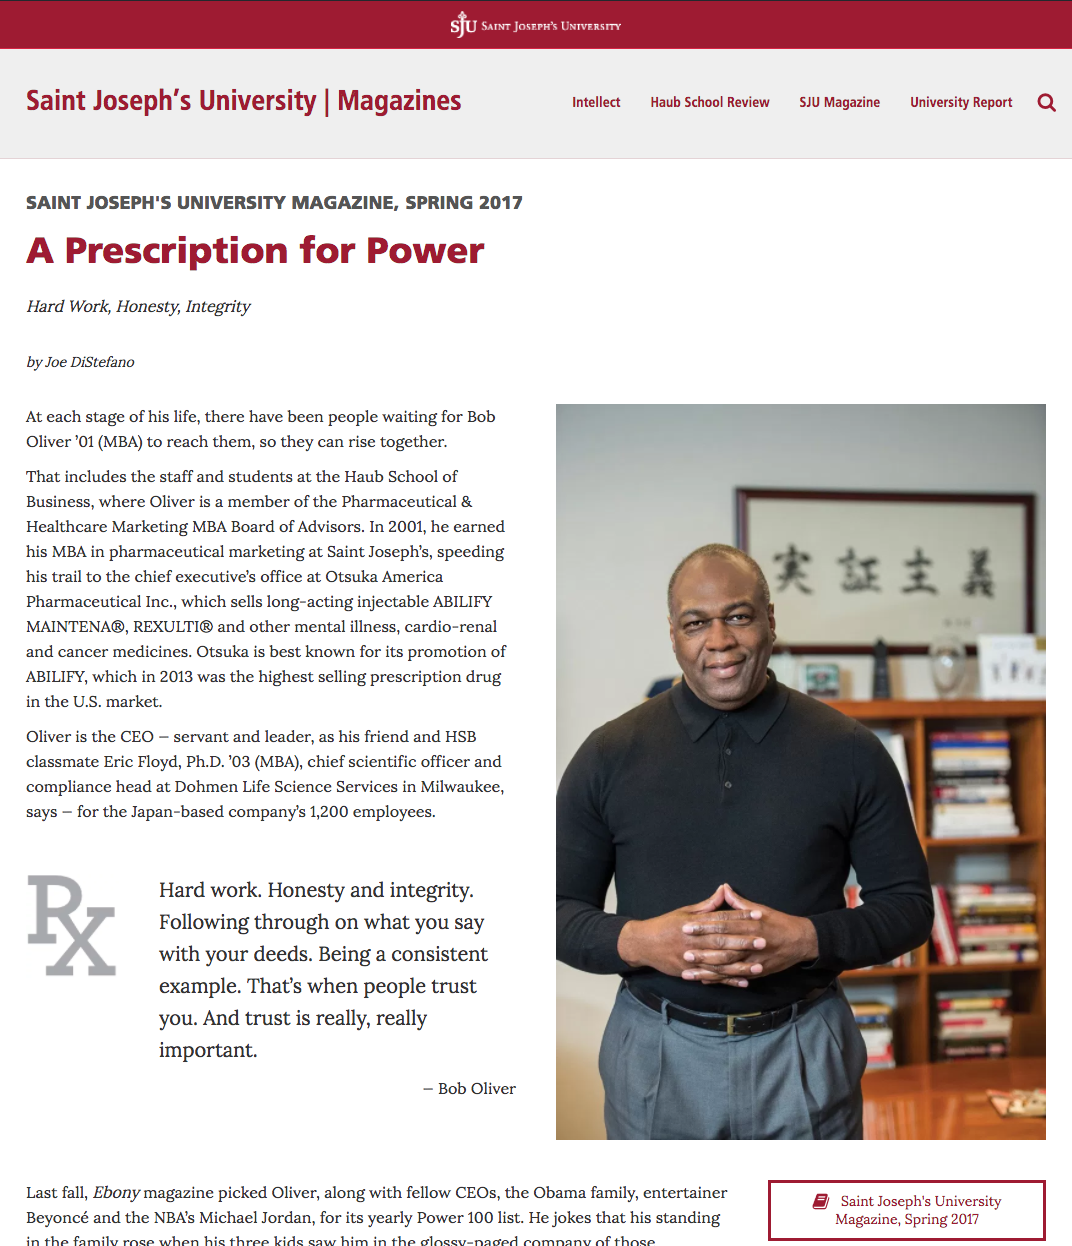 SJU SAINT JOSEPH'S UNIVERSITY
Saint Joseph's University | Magazines
Intellect
Haub School Review
SJU Magazine
University Report
SAINT JOSEPH'S UNIVERSITY MAGAZINE, SPRING 2017
A Prescription for Power
Hard Work, Honesty, Integrity
by Joe DiStefano
At each stage of his life, there have been people waiting for Bob
Oliver ’01 (MBA) to reach them, so they can rise together.
That includes the staff and students at the Haub School of
Business, where Oliver is a member of the Pharmaceutical &
Healthcare Marketing MBA Board of Advisors. In 2001, he earned
his MBA in pharmaceutical marketing at Saint Joseph’s, speeding
his trail to the chief executive’s office at Otsuka America
Pharmaceutical Inc., which sells long-acting injectable ABILIFY
MAINTENA®, REXULTI® and other mental illness, cardio-renal
and cancer medicines. Otsuka is best known for its promotion of
ABILIFY, which in 2013 was the highest selling prescription drug
in the U.S. market.
Oliver is the CEO — servant and leader, as his friend and HSB
classmate Eric Floyd, Ph.D. ’03 (MBA), chief scientific officer and
compliance head at Dohmen Life Science Services in Milwaukee,
says — for the Japan-based company’s 1,200 employees.
実証主義
Rx
Hard work. Honesty and integrity.
Following through on what you say
with your deeds. Being a consistent
example. That’s when people trust
you. And trust is really, really
important.
— Bob Oliver
Last fall, Ebony magazine picked Oliver, along with fellow CEOs, the Obama family, entertainer
Beyoncé and the NBA’s Michael Jordan, for its yearly Power 100 list. He jokes that his standing
in the family rose when his three kids saw him in the glossy-paged company of those
Saint Joseph's University
Magazine, Spring 2017